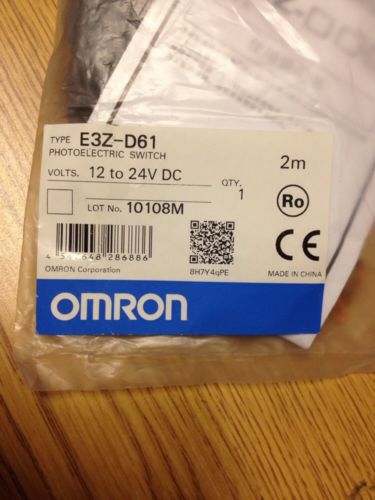 TYPE E3Z-D61
PHOTOELECTRIC SWITCH
2m
VOLTS. 12 to 24V DC
QTY.
1
LOT No. 10108M
Ro
CE
OMRON Corporation
8H7Y4qPE
MADE IN CHINA
OMRON